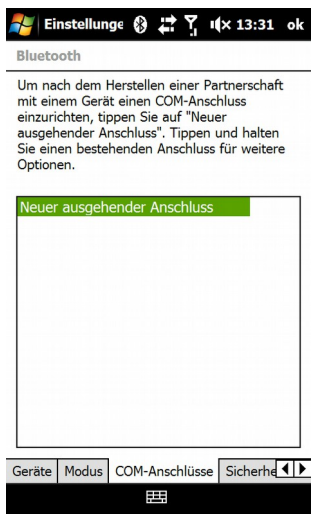 Einstellunge 13:31 ok
Bluetooth
Um nach dem Herstellen einer Partnerschaft
mit einem Gerät einen COM-Anschluss
einzurichten, tippen Sie auf "Neuer
ausgehender Anschluss". Tippen und halten
Sie einen bestehenden Anschluss für weitere
Optionen.
Neuer ausgehender Anschluss
Geräte Modus COM-Anschlüsse Sicherhe